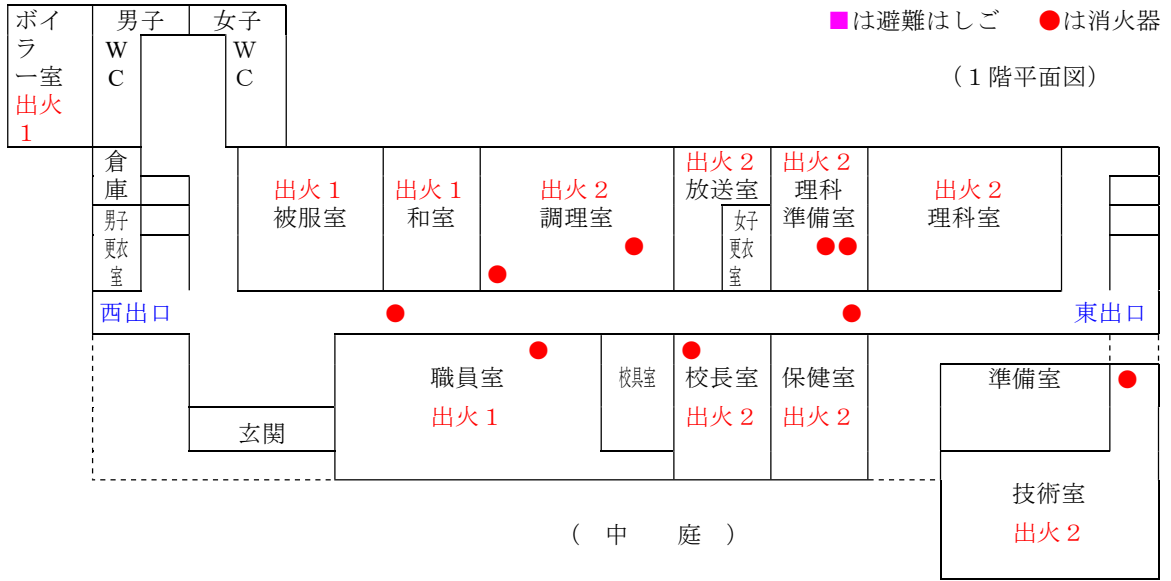 ボイ
ラ
ー室
出火
１
男子
W
C
女子
W
C
■は避難はしご　●は消火器
（１階平面図）
倉
庫
男子
更衣
室
出火１
被服室
出火１
和室
出火２
調理室
出火２
放送室
女子
更衣
室
出火２
理科
準備室
出火２
理科室
西出口
東出口
職員室
出火１
校具室
校長室
出火２
保健室
出火２
準備室
玄関
技術室
出火２
（　中　　庭　）